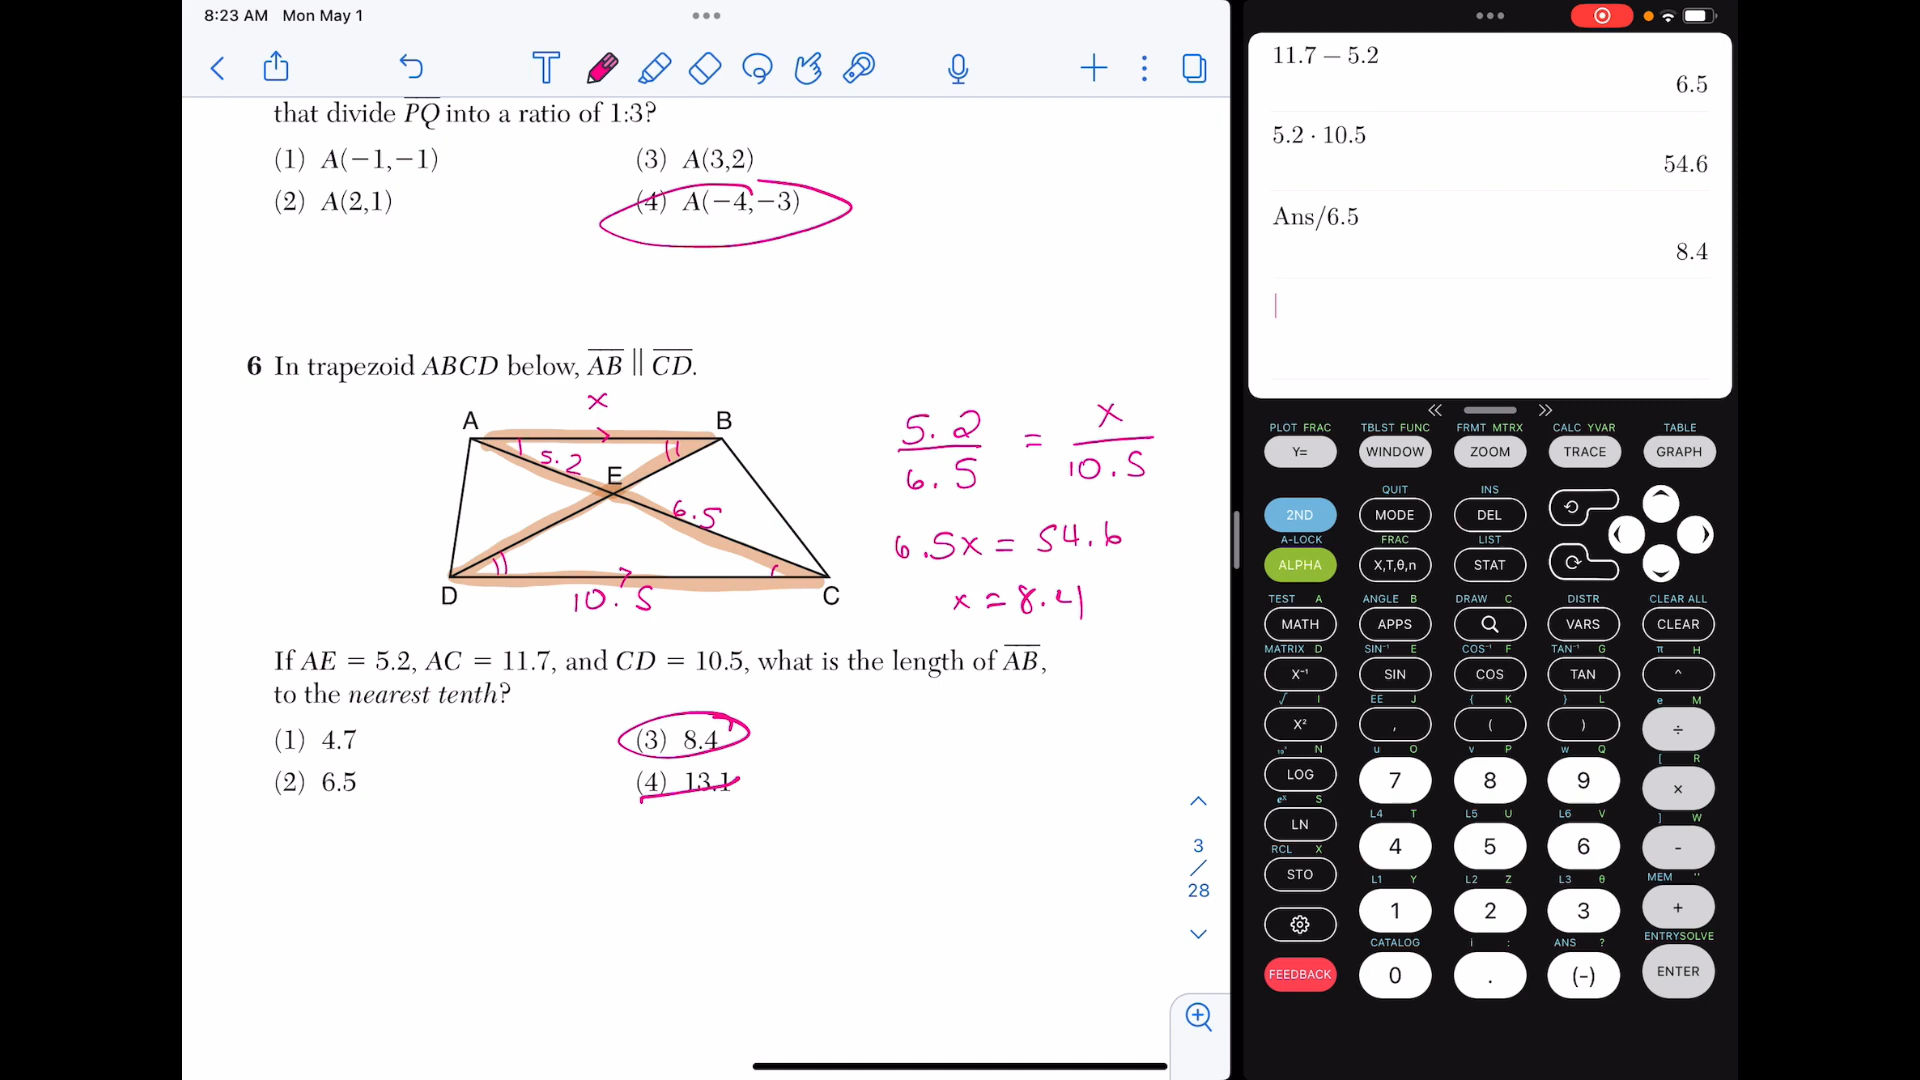 8:23 AM Mon May 1
that divide PQ into a ratio of 1:3?
(1) A(−1,−1)
(3) A(3,2)
(2) A(2,1)
(4) A(−4,−3)
6 In trapezoid ABCD below, AB || CD.
x
A
B
5.2
E
6.5
D
10.5
C
5.2 = x
6.5 10.5
6.5x = 54.6
x = 8.4
If AE = 5.2, AC = 11.7, and CD = 10.5, what is the length of AB,
to the nearest tenth?
(1) 4.7
(3) 8.4
(2) 6.5
(4) 13.1
3
/
28
11.7 − 5.2
6.5
5.2 · 10.5
54.6
Ans/6.5
8.4
PLOT FRAC TBLST FUNC FRMT MTRX CALC YVAR TABLE
Y= WINDOW ZOOM TRACE GRAPH
QUIT INS
2ND MODE DEL
A-LOCK FRAC LIST
ALPHA X,T,θ,n STAT
TEST A ANGLE B DRAW C DISTR CLEAR ALL
MATH APPS VARS CLEAR
MATRIX D SIN⁻¹ E COS⁻¹ F TAN⁻¹ G π H
X⁻¹ SIN COS TAN ^
√ I EE J { K } L e M
X² , ( ) ÷
10ˣ N u O v P w Q [ R
LOG 7 8 9 ×
eˣ S L4 T L5 U L6 V ] W
LN 4 5 6 -
RCL X L1 Y L2 Z L3 θ MEM "
STO 1 2 3 +
CATALOG i : ANS ? ENTRY SOLVE
FEEDBACK 0 . (-) ENTER